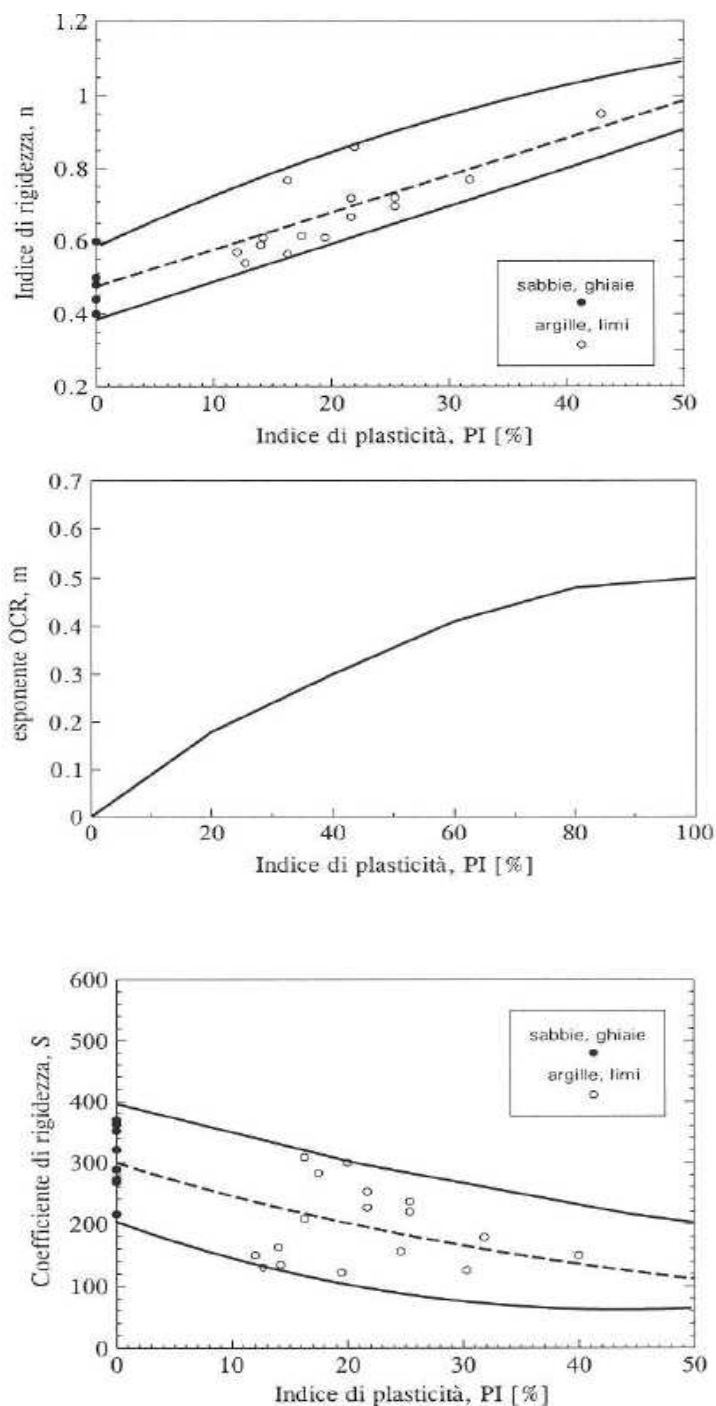 1.2
1
0.8
0.6
0.4
0.2
Indice di rigidezza, n
sabbie, ghiaie
argille, limi
0 10 20 30 40 50
Indice di plasticità, PI [%]
0.7
0.6
0.5
0.4
0.3
0.2
0.1
0
esponente OCR, m
0 20 40 60 80 100
Indice di plasticità, PI [%]
600
500
400
300
200
100
0
Coefficiente di rigidezza, S
sabbie, ghiaie
argille, limi
0 10 20 30 40 50
Indice di plasticità, PI [%]